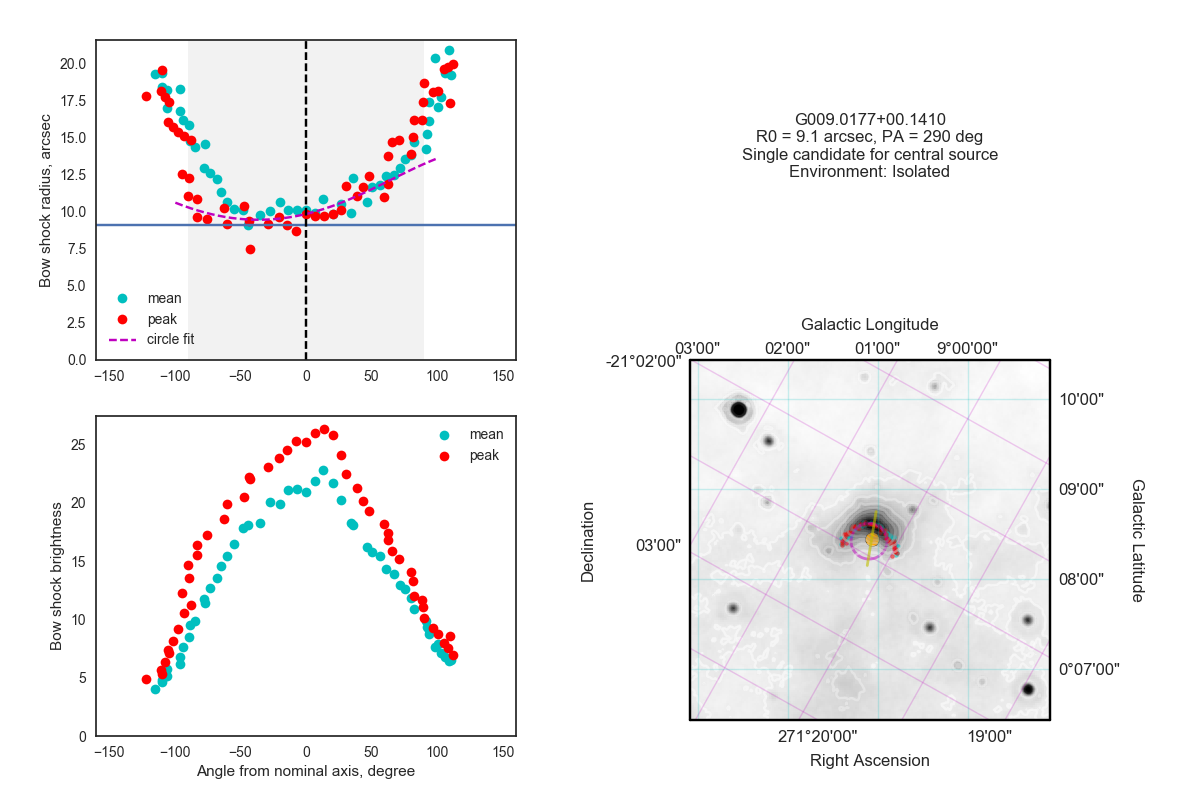 20.0
17.5
15.0
12.5
10.0
7.5
5.0
2.5
0.0
Bow shock radius, arcsec
mean
peak
circle fit
−150 −100 −50 0 50 100 150
G009.0177+00.1410
R0 = 9.1 arcsec, PA = 290 deg
Single candidate for central source
Environment: Isolated
25
20
15
10
5
0
Bow shock brightness
mean
peak
−150 −100 −50 0 50 100 150
Angle from nominal axis, degree
Galactic Longitude
03'00" 02'00" 01'00" 9°00'00"
-21°02'00"
03'00"
Declination
10'00"
09'00"
08'00"
0°07'00"
Galactic Latitude
271°20'00" 19'00"
Right Ascension